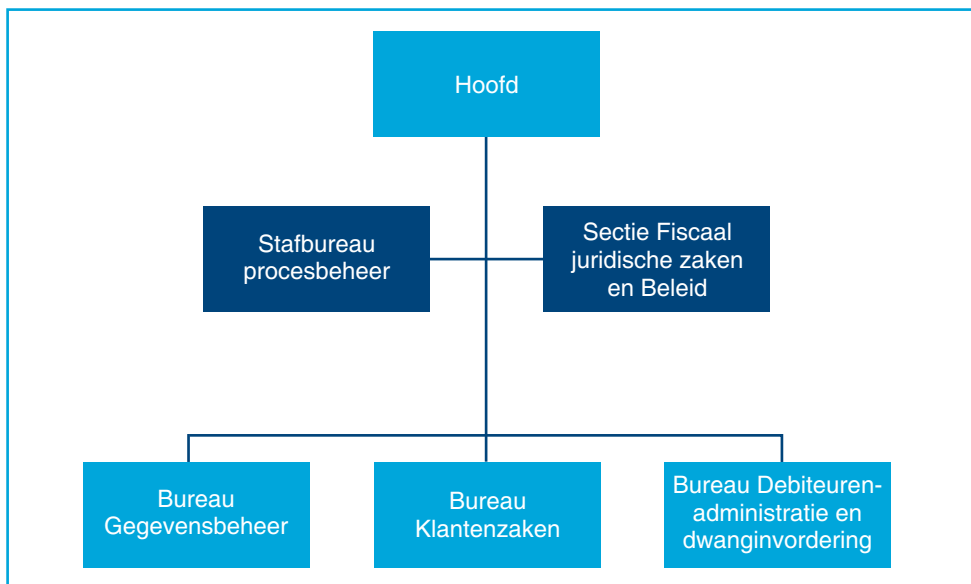 Hoofd
Stafbureau
procesbeheer
Sectie Fiscaal
juridische zaken
en Beleid
Bureau
Gegevensbeheer
Bureau
Klantenzaken
Bureau Debiteuren-
administratie en
dwanginvordering